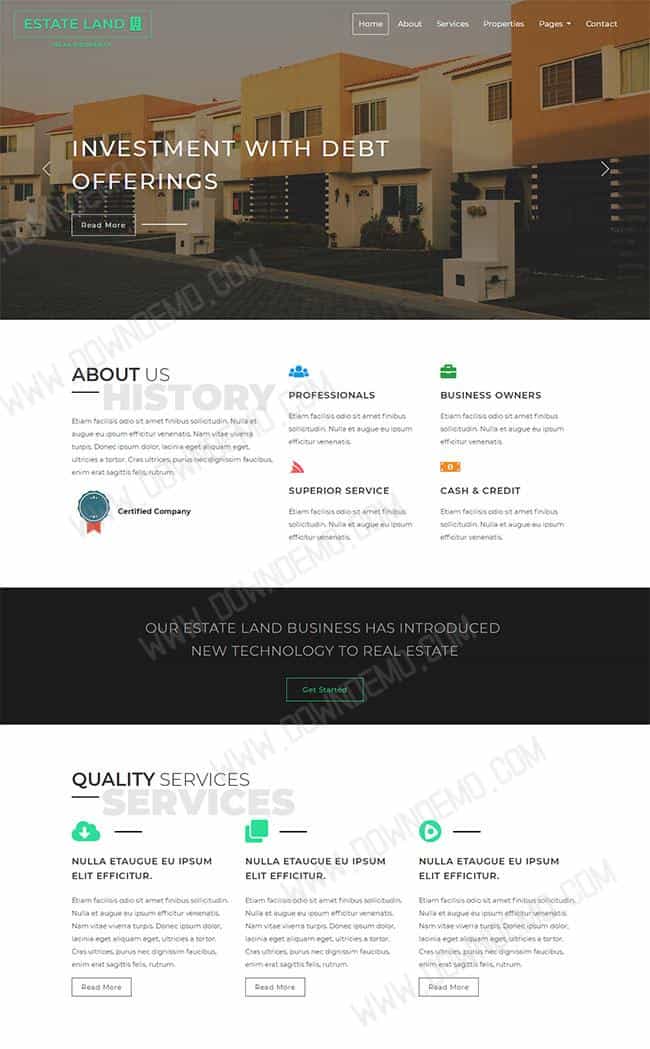 ESTATE LAND
REAL PROPERTY
Home About Services Properties Pages Contact
INVESTMENT WITH DEBT
OFFERINGS
Read More
ABOUT US
HISTORY
Etiam facilisis odio sit amet finibus
sollicitudin. Nulla et
augue eu ipsum efficitur venenatis. Nam vitae viverra
turpis. Donec ipsum dolor, lacinia eget aliquam eget,
ultricies a tortor. Cras ultrices, purus nec dignissim faucibus,
enim erat sagittis felis, rutrum.
Certified Company
PROFESSIONALS
Etiam facilisis odio sit amet finibus
sollicitudin. Nulla et augue eu ipsum
efficitur venenatis.
BUSINESS OWNERS
Etiam facilisis odio sit amet finibus
sollicitudin. Nulla et augue eu ipsum
efficitur venenatis.
SUPERIOR SERVICE
Etiam facilisis odio sit amet finibus
sollicitudin. Nulla et augue eu ipsum
efficitur venenatis.
CASH & CREDIT
Etiam facilisis odio sit amet finibus
sollicitudin. Nulla et augue eu ipsum
efficitur venenatis.
OUR ESTATE LAND BUSINESS HAS INTRODUCED
NEW TECHNOLOGY TO REAL ESTATE
Get Started
QUALITY SERVICES
SERVICES
NULLA ETAUGUE EU IPSUM
ELIT EFFICITUR.
Etiam facilisis odio sit amet finibus sollicitudin.
Nulla et augue eu ipsum efficitur venenatis.
Nam vitae viverra turpis. Donec ipsum dolor,
lacinia eget aliquam eget, ultricies a tortor.
Cras ultrices, purus nec dignissim faucibus,
enim erat sagittis felis, rutrum.
Read More
NULLA ETAUGUE EU IPSUM
ELIT EFFICITUR.
Etiam facilisis odio sit amet finibus sollicitudin.
Nulla et augue eu ipsum efficitur venenatis.
Nam vitae viverra turpis. Donec ipsum dolor,
lacinia eget aliquam eget, ultricies a tortor.
Cras ultrices, purus nec dignissim faucibus,
enim erat sagittis felis, rutrum.
Read More
NULLA ETAUGUE EU IPSUM
ELIT EFFICITUR.
Etiam facilisis odio sit amet finibus sollicitudin.
Nulla et augue eu ipsum efficitur venenatis.
Nam vitae viverra turpis. Donec ipsum dolor,
lacinia eget aliquam eget, ultricies a tortor.
Cras ultrices, purus nec dignissim faucibus,
enim erat sagittis felis, rutrum.
Read More
WWW.DOWNDEMO.COM
WWW.DOWNDEMO.COM
WWW.DOWNDEMO.COM
WWW.DOWNDEMO.COM
WWW.DOWNDEMO.COM
WWW.DOWNDEMO.COM
WWW.DOWNDEMO.COM